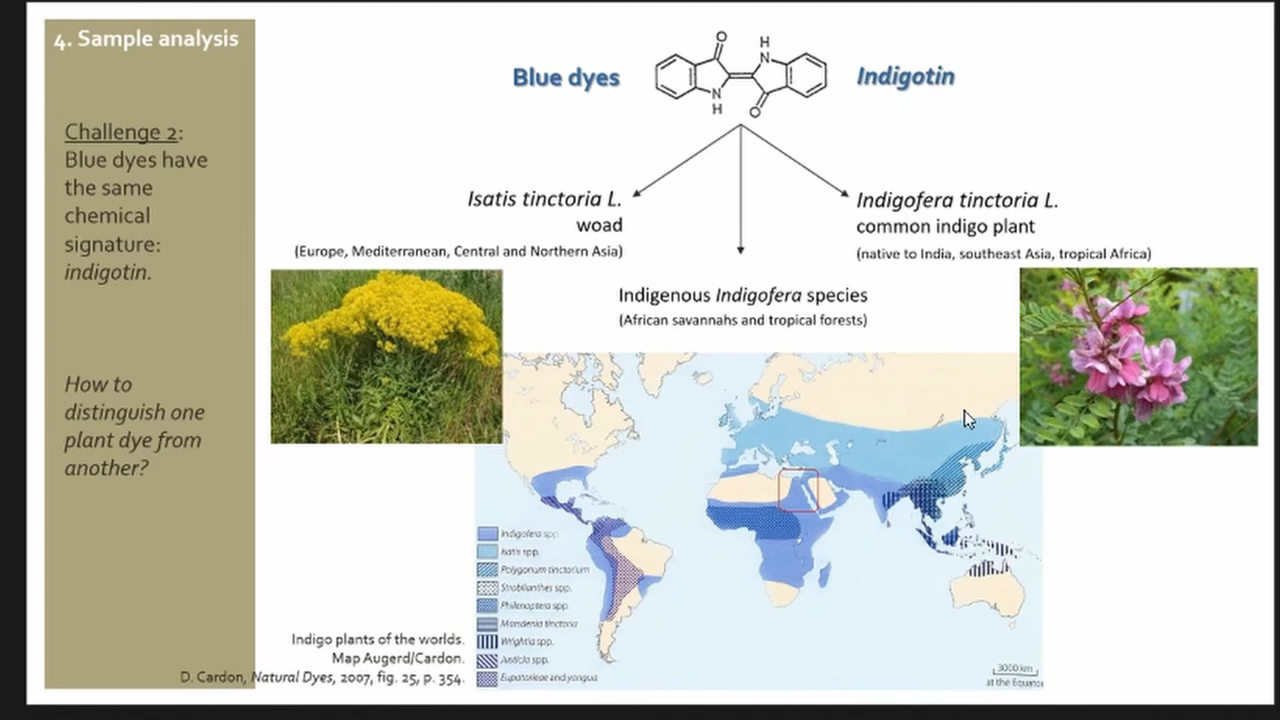 4. Sample analysis
Challenge 2:
Blue dyes have
the same
chemical
signature:
indigotin.
How to
distinguish one
plant dye from
another?
Blue dyes
O
H
N
N
H
O
Indigotin
Isatis tinctoria L.
woad
(Europe, Mediterranean, Central and Northern Asia)
Indigenous Indigofera species
(African savannahs and tropical forests)
Indigofera tinctoria L.
common indigo plant
(native to India, southeast Asia, tropical Africa)
Indigofera spp
Isatis spp.
Polygonum tinctorium
Strobilanthes spp.
Philenoptera spp.
Marsdenia tinctoria
Wrightia spp.
Justicia spp.
Eupatorieae and yangua
3000 km
at the Equator
Indigo plants of the worlds.
Map Augerd/Cardon.
D. Cardon, Natural Dyes, 2007, fig. 25, p. 354.